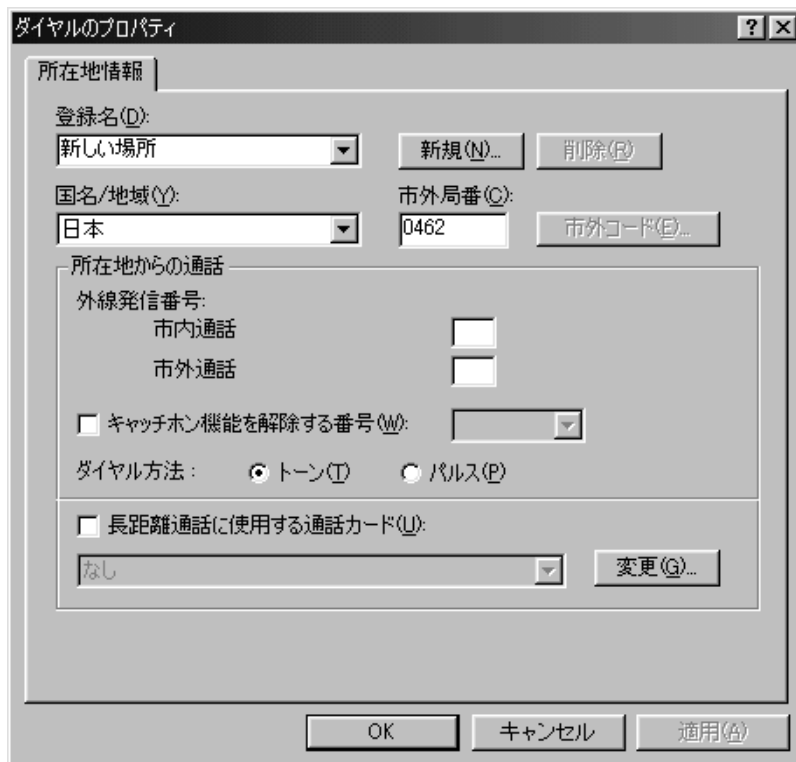 ダイヤルのプロパティ
所在地情報
登録名(D):
新しい場所 新規(N)... 削除(R)
国名/地域(Y): 市外局番(C):
日本 0462 市外コード(E)...
所在地からの通話
外線発信番号:
市内通話
市外通話
キャッチホン機能を解除する番号(W):
ダイヤル方法: トーン(T) パルス(P)
長距離通話に使用する通話カード(U):
なし 変更(G)...
OK キャンセル 適用(A)